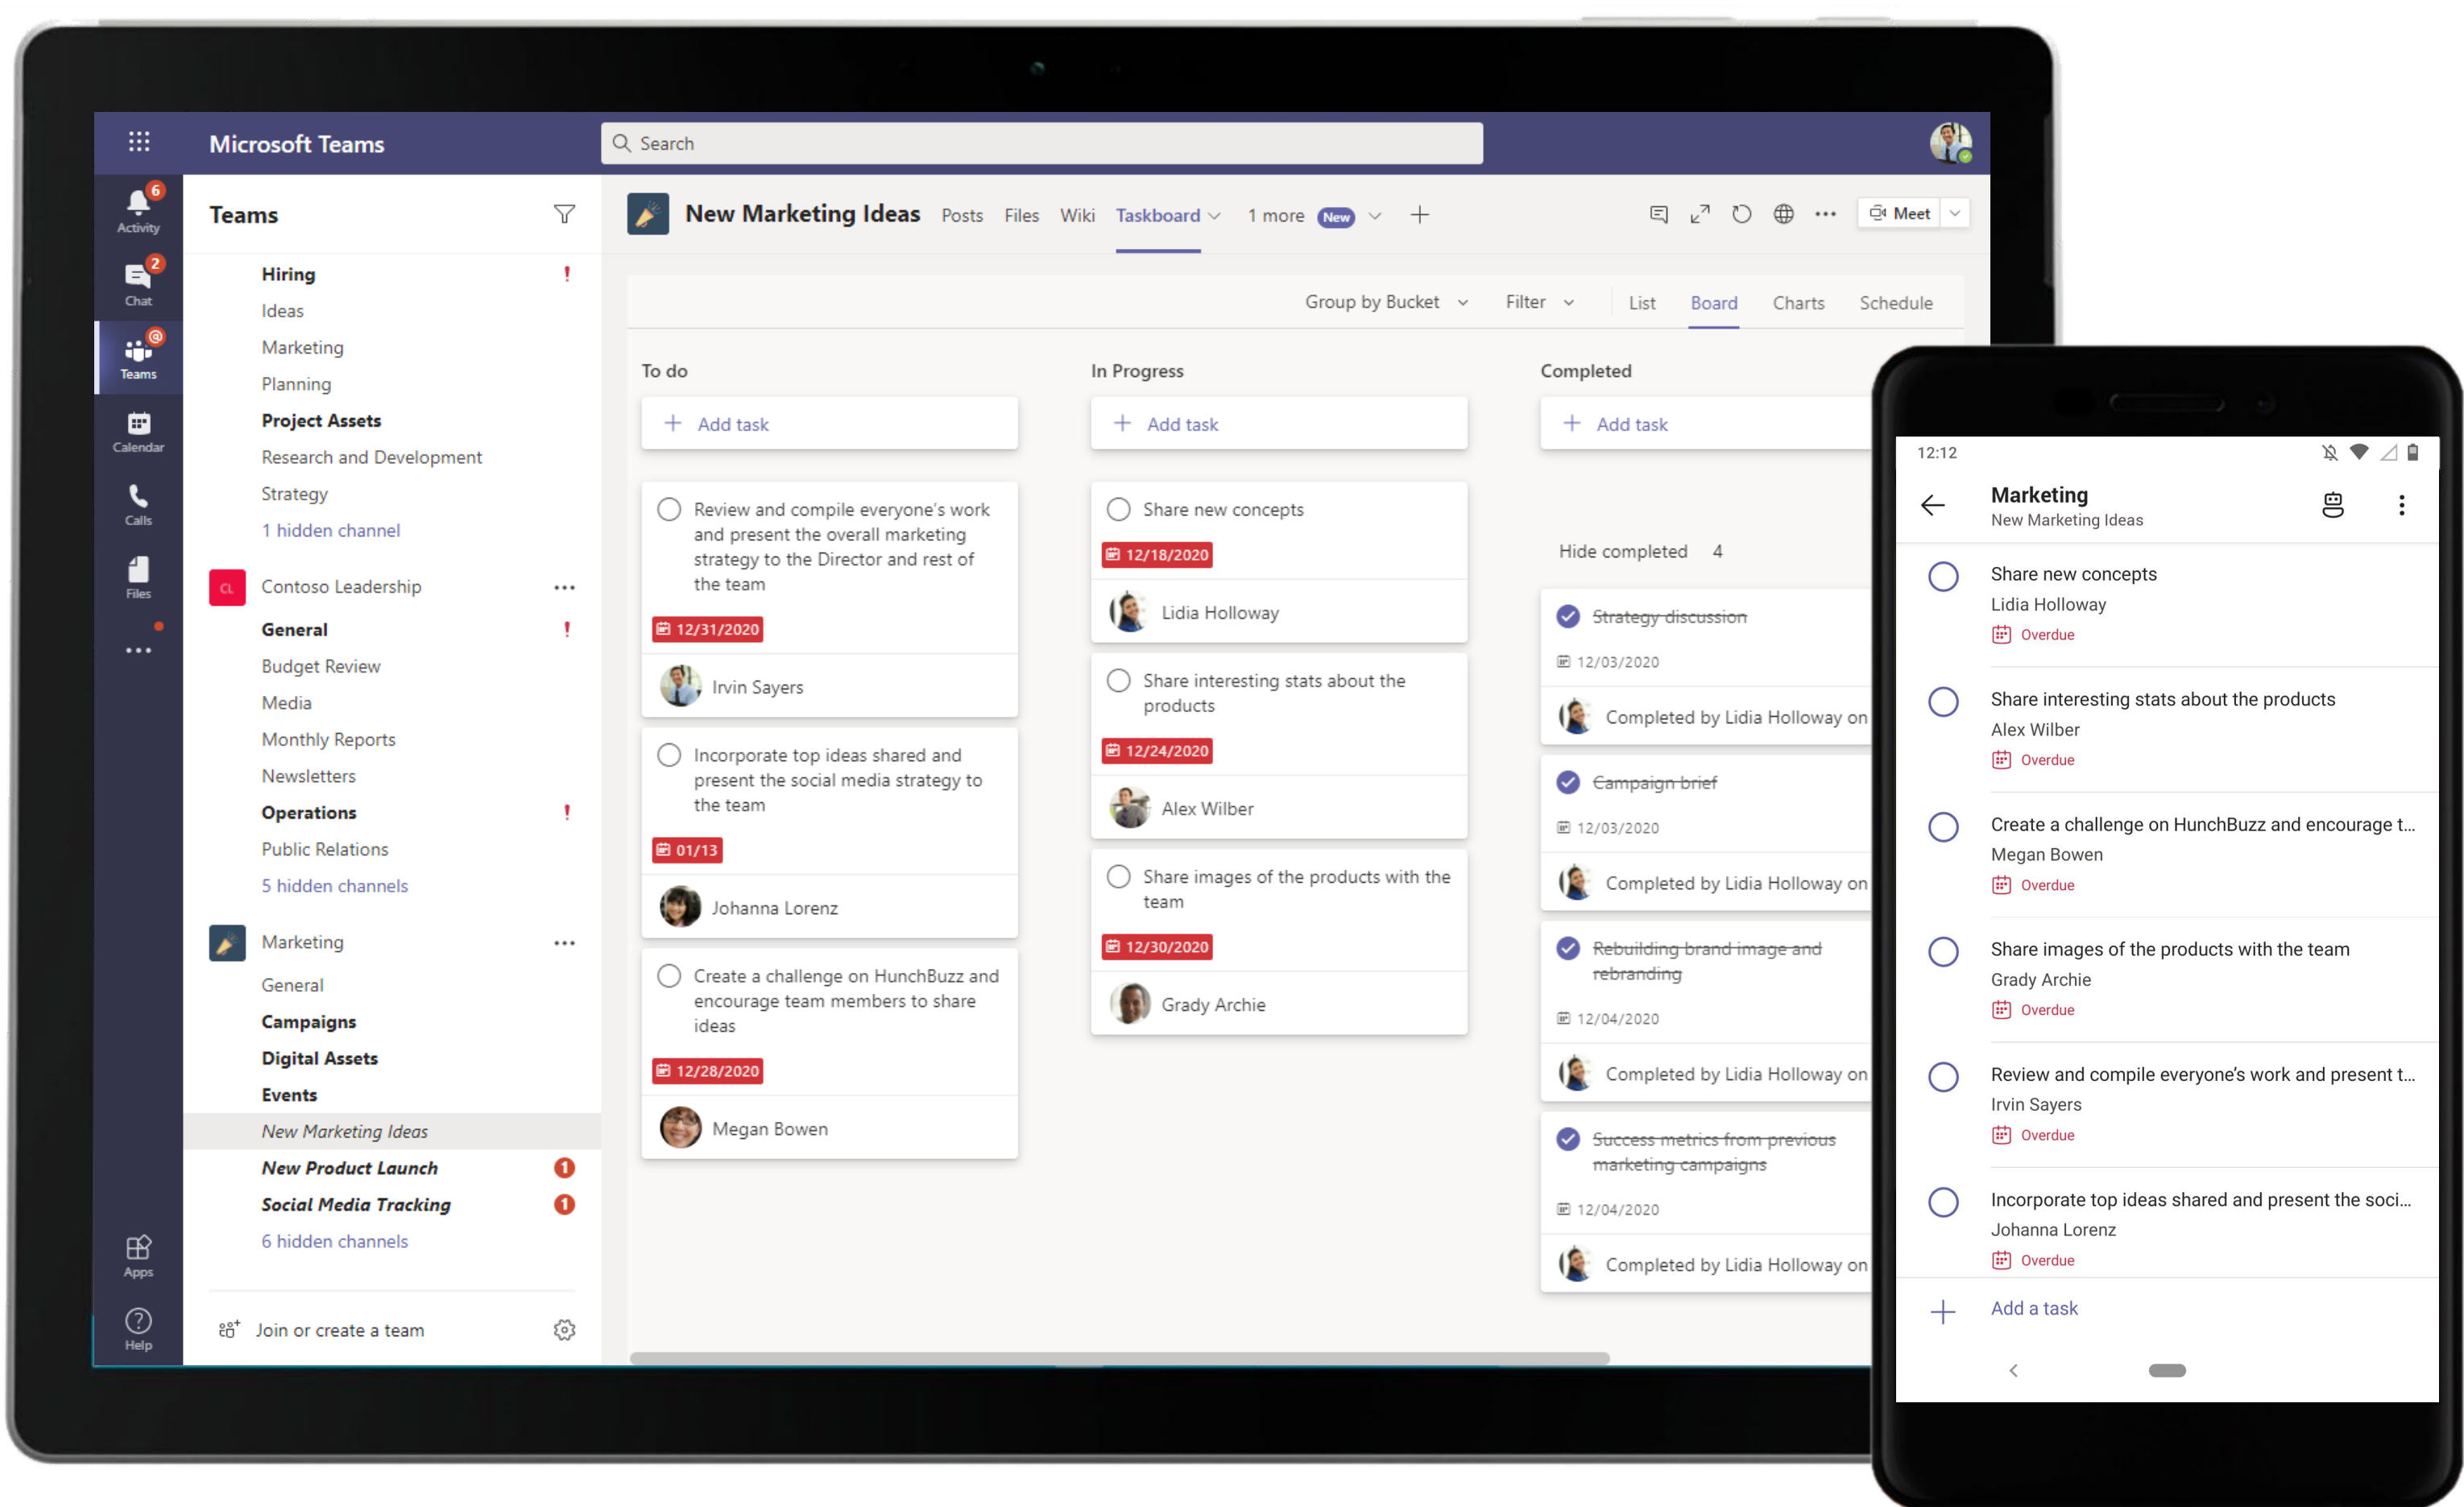 Microsoft Teams
Search
6
Activity
2
Chat
@
Teams
Calendar
Calls
Files
Apps
Help
Teams
Hiring !
Ideas
Marketing
Planning
Project Assets
Research and Development
Strategy
1 hidden channel
CL Contoso Leadership
General !
Budget Review
Media
Monthly Reports
Newsletters
Operations !
Public Relations
5 hidden channels
Marketing
General
Campaigns
Digital Assets
Events
New Marketing Ideas
New Product Launch 1
Social Media Tracking 1
6 hidden channels
Join or create a team
New Marketing Ideas Posts Files Wiki Taskboard 1 more New Meet
Group by Bucket Filter List Board Charts Schedule
To do
+ Add task
Review and compile everyone's work
and present the overall marketing
strategy to the Director and rest of
the team
12/31/2020
Irvin Sayers
Incorporate top ideas shared and
present the social media strategy to
the team
01/13
Johanna Lorenz
Create a challenge on HunchBuzz and
encourage team members to share
ideas
12/28/2020
Megan Bowen
In Progress
+ Add task
Share new concepts
12/18/2020
Lidia Holloway
Share interesting stats about the
products
12/24/2020
Alex Wilber
Share images of the products with the
team
12/30/2020
Grady Archie
Completed
+ Add task
Hide completed 4
Strategy discussion
12/03/2020
Completed by Lidia Holloway on
Campaign brief
12/03/2020
Completed by Lidia Holloway on
Rebuilding brand image and
rebranding
12/04/2020
Completed by Lidia Holloway on
Success metrics from previous
marketing campaigns
12/04/2020
Completed by Lidia Holloway on
12:12
Marketing
New Marketing Ideas
Share new concepts
Lidia Holloway
Overdue
Share interesting stats about the products
Alex Wilber
Overdue
Create a challenge on HunchBuzz and encourage t...
Megan Bowen
Overdue
Share images of the products with the team
Grady Archie
Overdue
Review and compile everyone's work and present t...
Irvin Sayers
Overdue
Incorporate top ideas shared and present the soci...
Johanna Lorenz
Overdue
+ Add a task